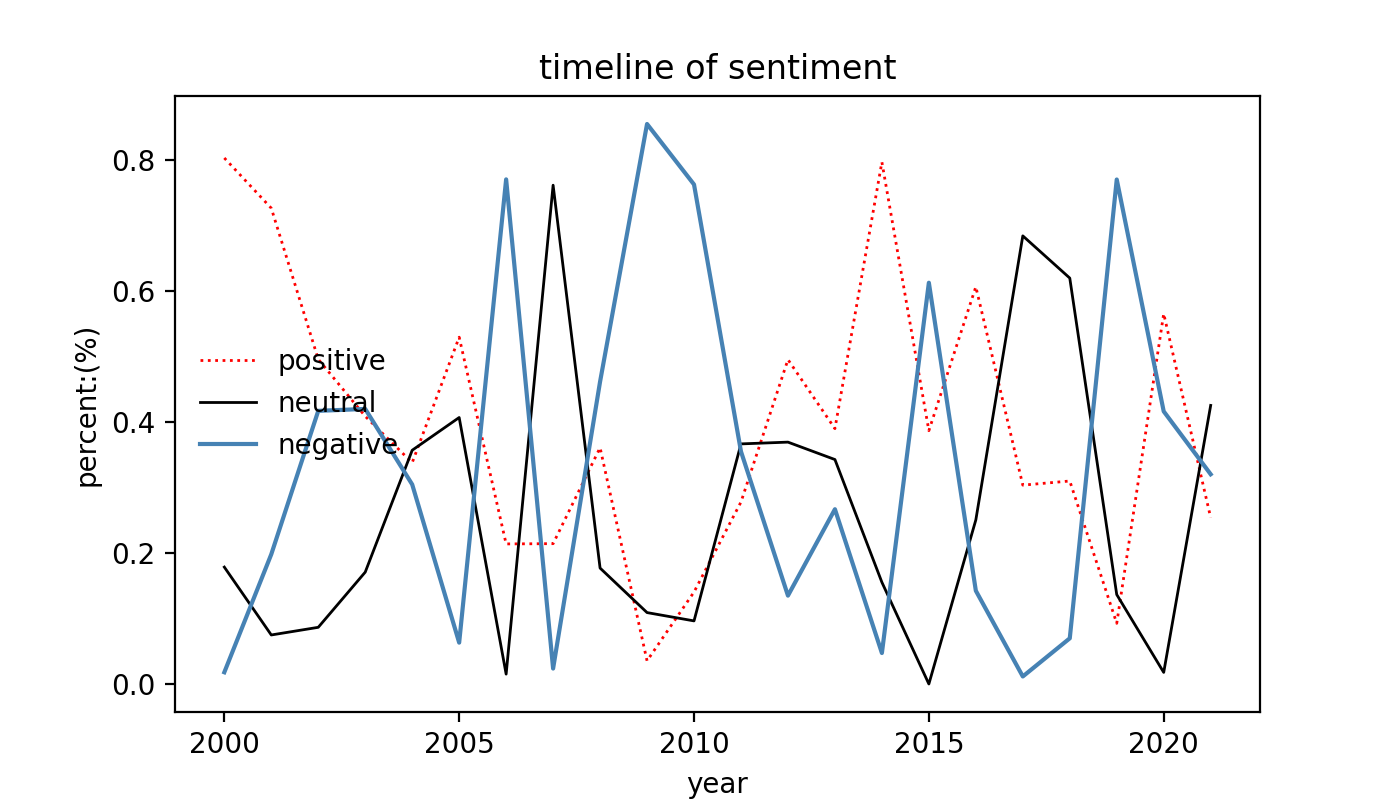 timeline of sentiment
percent:(%)
0.8
0.6
0.4
0.2
0.0
positive
neutral
negative
2000 2005 2010 2015 2020
year